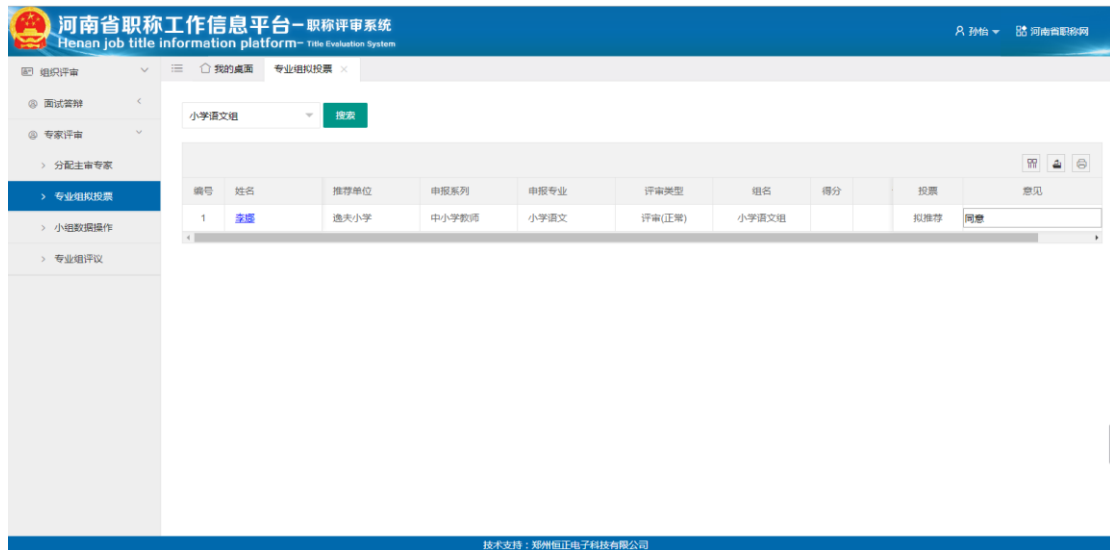 河南省职称工作信息平台-职称评审系统
Henan job title information platform- Title Evaluation System
孙怡 河南省职称网
组织评审
我的桌面 专业组拟投票
面试答辩
专家评审
分配主审专家
专业组拟投票
小组数据操作
专业组评议
小学语文组 搜索
编号 姓名 推荐单位 申报系列 申报专业 评审类型 组名 得分 投票 意见
1 李娜 逸夫小学 中小学教师 小学语文 评审(正常) 小学语文组 拟推荐 同意
技术支持：郑州恒正电子科技有限公司